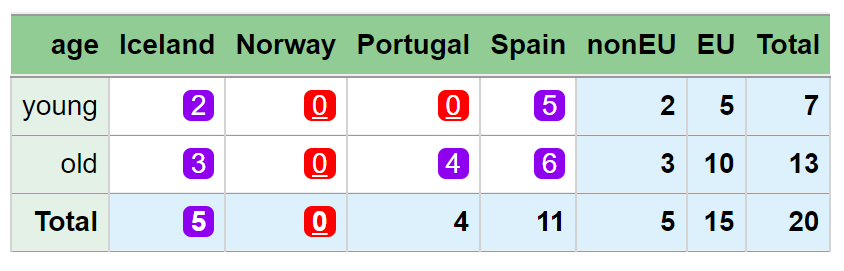 age Iceland Norway Portugal Spain nonEU EU Total
young 2 0 0 5 2 5 7
old 3 0 4 6 3 10 13
Total 5 0 4 11 5 15 20